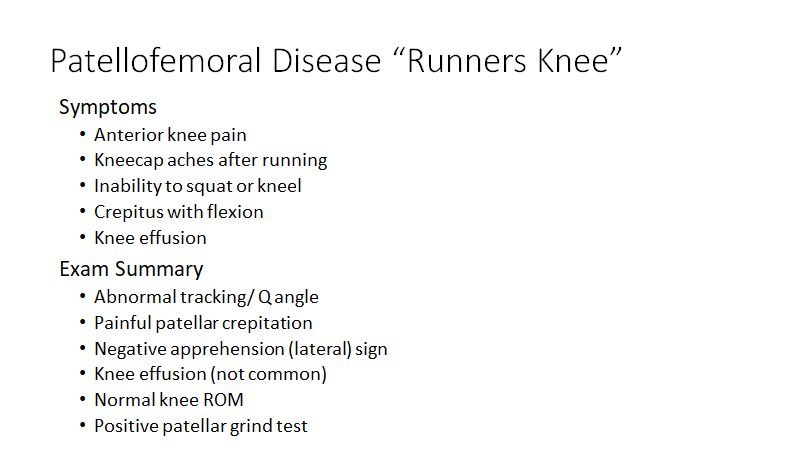 Patellofemoral Disease “Runners Knee”
Symptoms
• Anterior knee pain
• Kneecap aches after running
• Inability to squat or kneel
• Crepitus with flexion
• Knee effusion
Exam Summary
• Abnormal tracking/ Q angle
• Painful patellar crepitation
• Negative apprehension (lateral) sign
• Knee effusion (not common)
• Normal knee ROM
• Positive patellar grind test